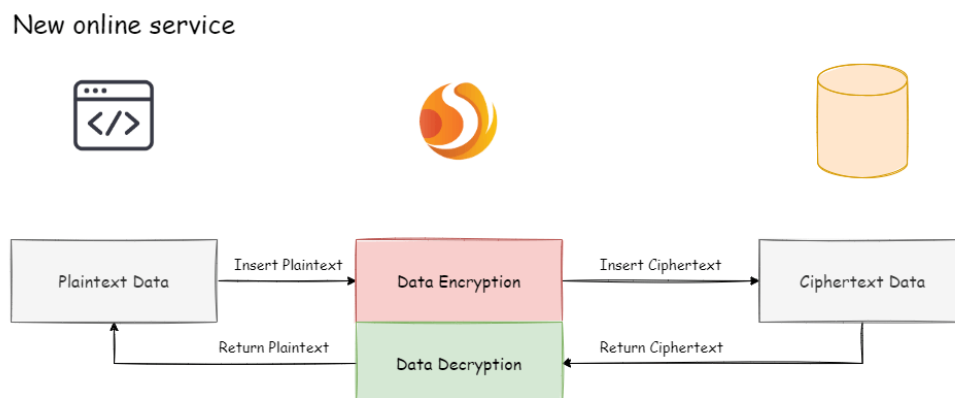 New online service
</>
Plaintext Data
Insert Plaintext
Data Encryption
Insert Ciphertext
Ciphertext Data
Return Plaintext
Data Decryption
Return Ciphertext